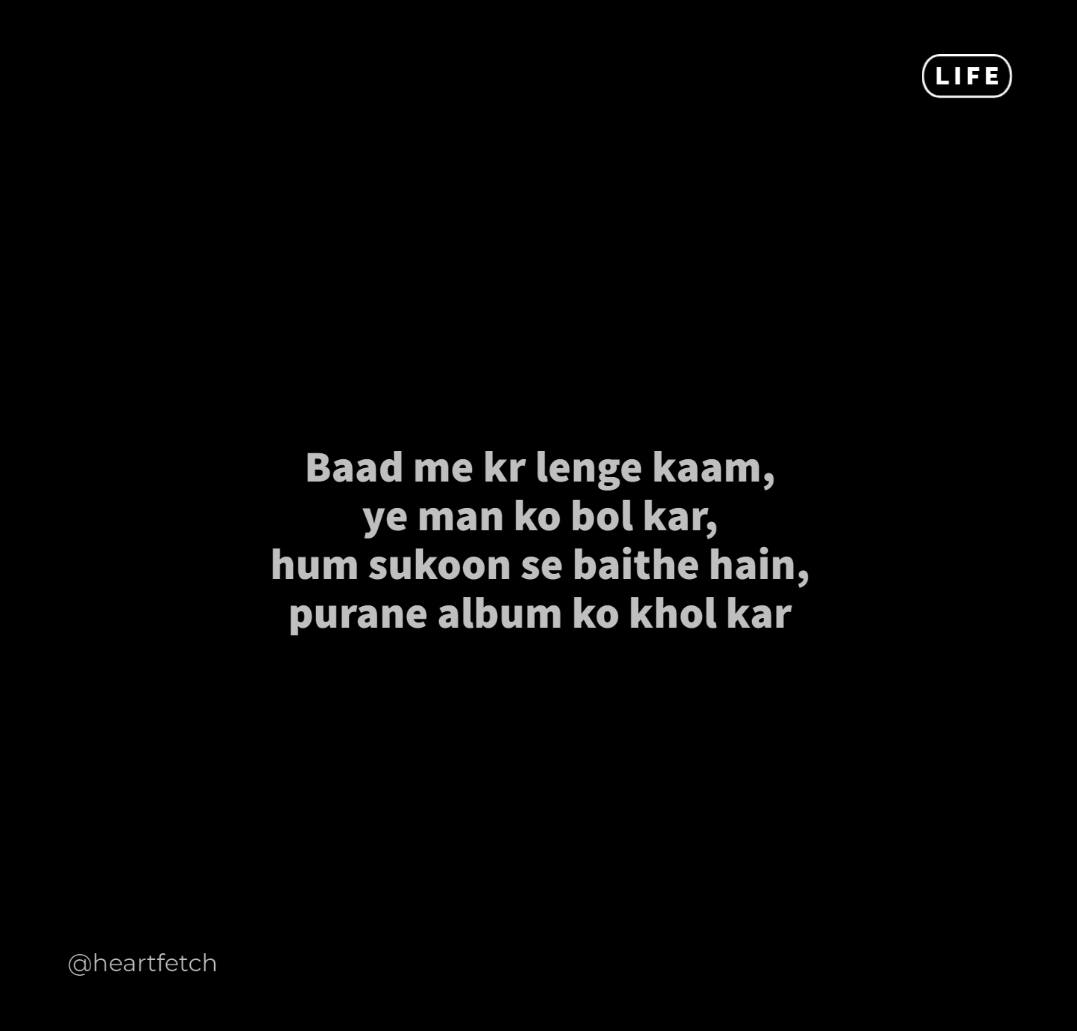 LIFE
Baad me kr lenge kaam,
ye man ko bol kar,
hum sukoon se baithe hain,
purane album ko khol kar
@heartfetch